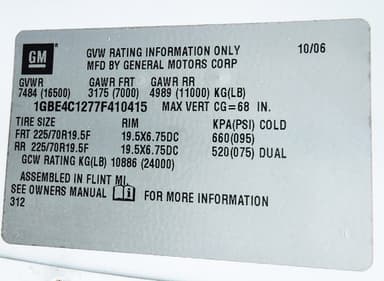 GM
GVW RATING INFORMATION ONLY 10/06
MFD BY GENERAL MOTORS CORP
GVWR GAWR FRT GAWR RR
7484 (16500) 3175 (7000) 4989 (11000) KG(LB)
1GBE4C1277F410415 MAX VERT CG=68 IN.
TIRE SIZE RIM KPA(PSI) COLD
FRT 225/70R19.5F 19.5X6.75DC 660(095)
RR 225/70R19.5F 19.5X6.75DC 520(075) DUAL
GCW RATING KG(LB) 10886 (24000)
ASSEMBLED IN FLINT MI.
SEE OWNERS MANUAL FOR MORE INFORMATION
312